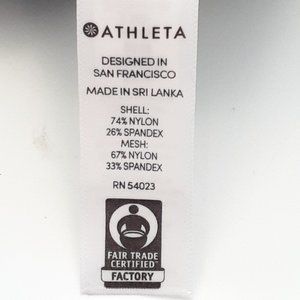 ATHLETA
DESIGNED IN
SAN FRANCISCO
MADE IN SRI LANKA
SHELL:
74% NYLON
26% SPANDEX
MESH:
67% NYLON
33% SPANDEX
RN 54023
FAIR TRADE
CERTIFIED™
FACTORY